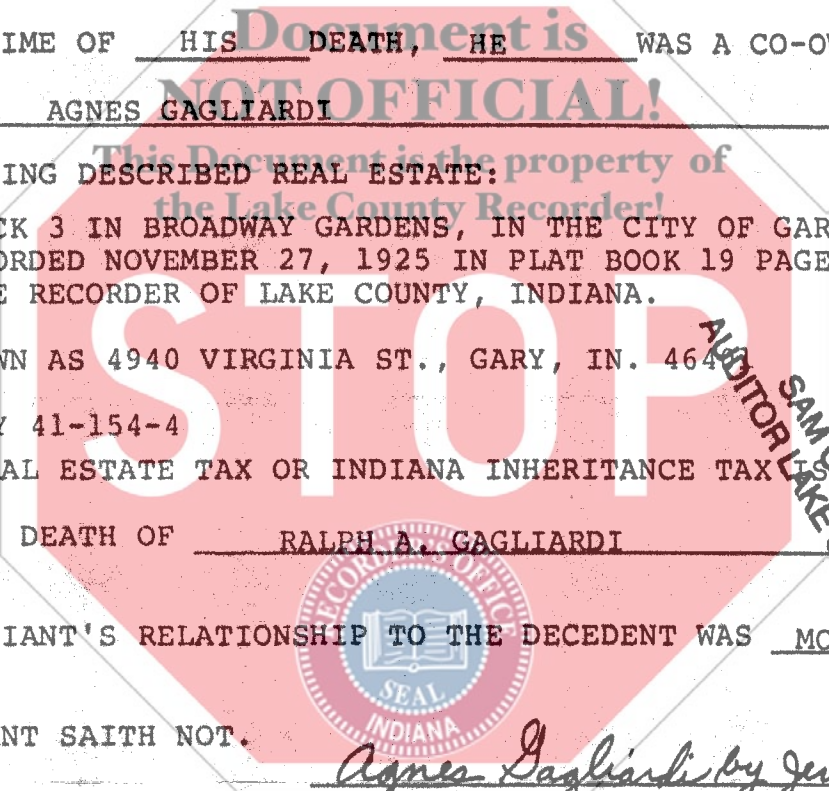 IME OF HIS DEATH, HE WAS A CO-OW
Document is
NOT OFFICIAL!
AGNES GAGLIARDI
This Document is the property of
the Lake County Recorder!
ING DESCRIBED REAL ESTATE:
CK 3 IN BROADWAY GARDENS, IN THE CITY OF GAR
ORDED NOVEMBER 27, 1925 IN PLAT BOOK 19 PAGE
E RECORDER OF LAKE COUNTY, INDIANA.
STOP
WN AS 4940 VIRGINIA ST., GARY, IN.
SAM
AUDITOR LAKE
Y 41-154-4
AL ESTATE TAX OR INDIANA INHERITANCE TAX IS
DEATH OF RALPH A. GAGLIARDI
RECORDER'S OFFICE
SEAL
INDIANA
IANT'S RELATIONSHIP TO THE DECEDENT WAS MO
NT SAITH NOT.
Agnes Gagliardi by Je